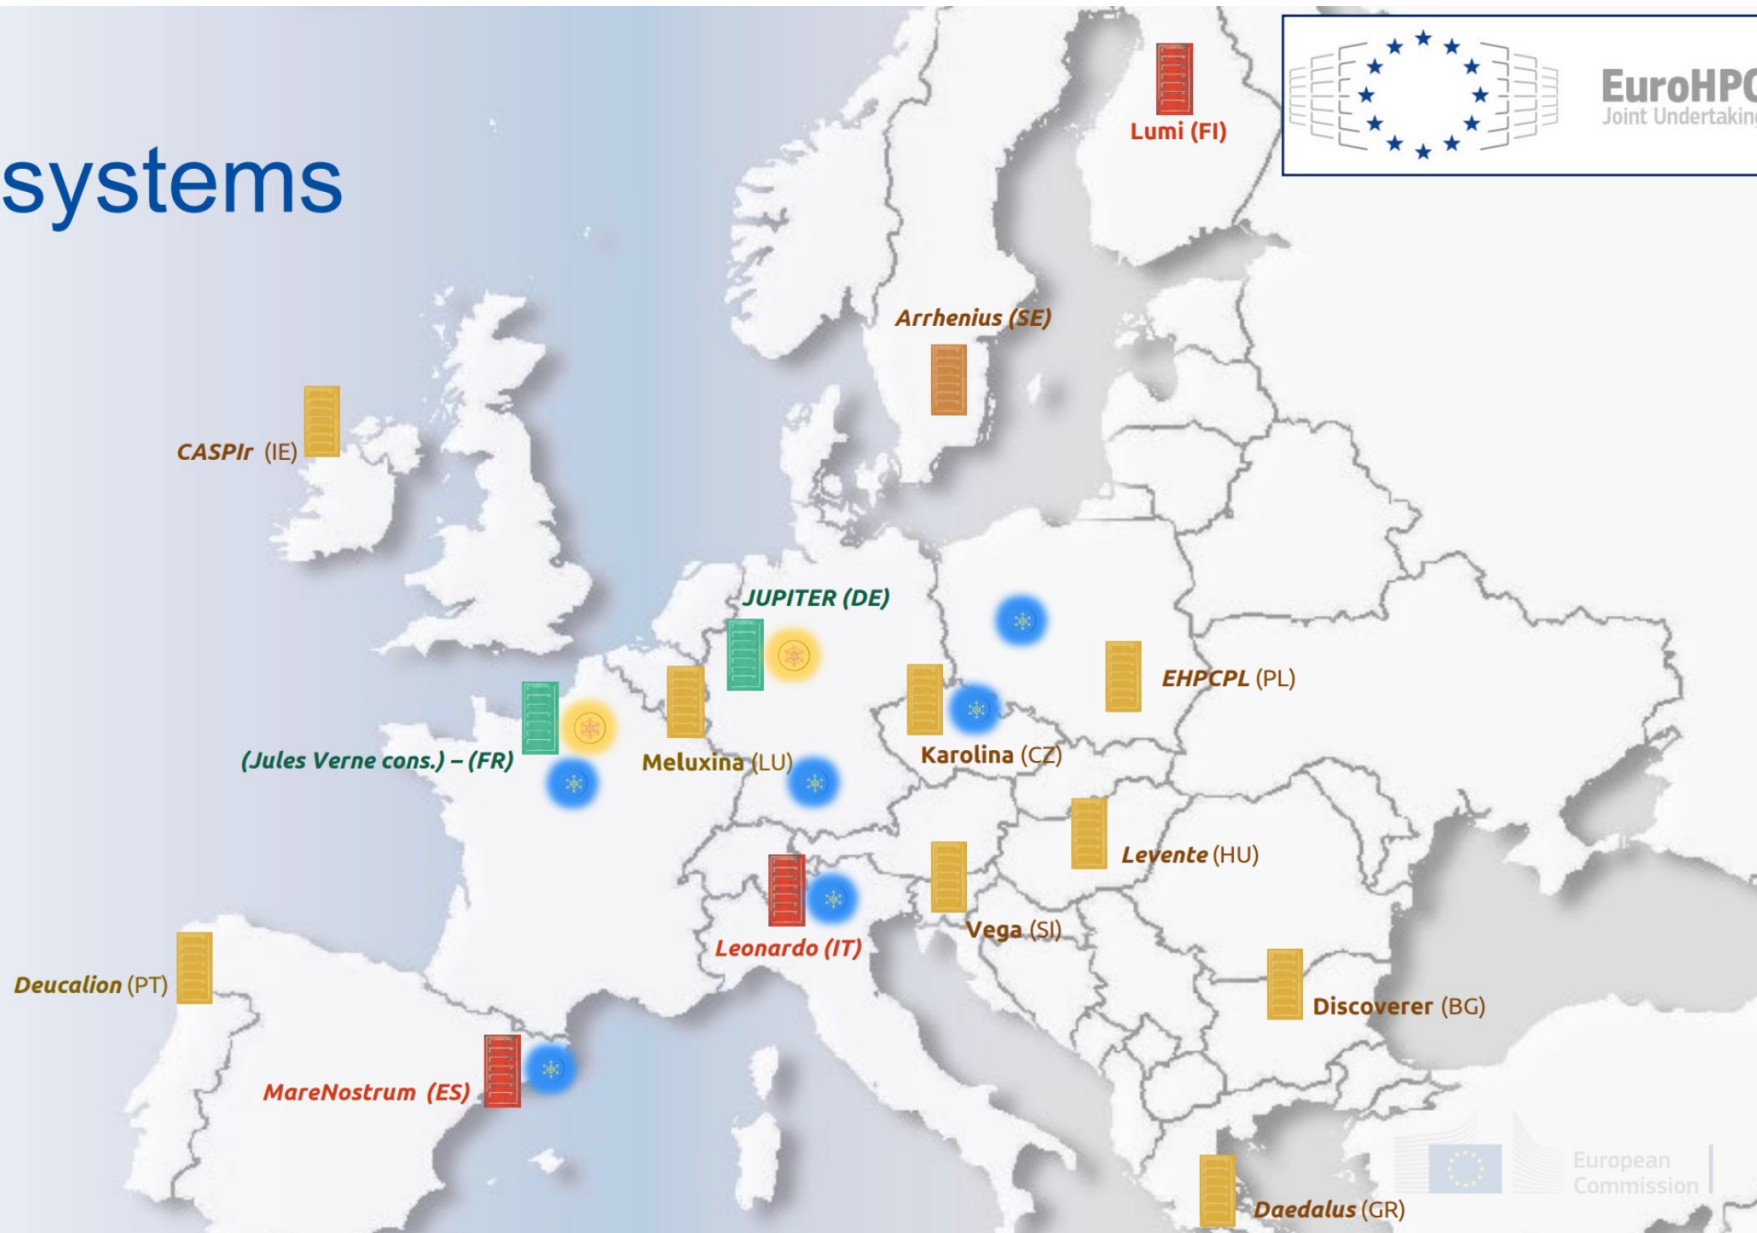 systems
EuroHPC
Joint Undertaking
Lumi (FI)
Arrhenius (SE)
CASPIr (IE)
JUPITER (DE)
EHPCPL (PL)
(Jules Verne cons.) – (FR)
Meluxina (LU)
Karolina (CZ)
Levente (HU)
Vega (SI)
Leonardo (IT)
Deucalion (PT)
Discoverer (BG)
MareNostrum (ES)
European
Commission
Daedalus (GR)